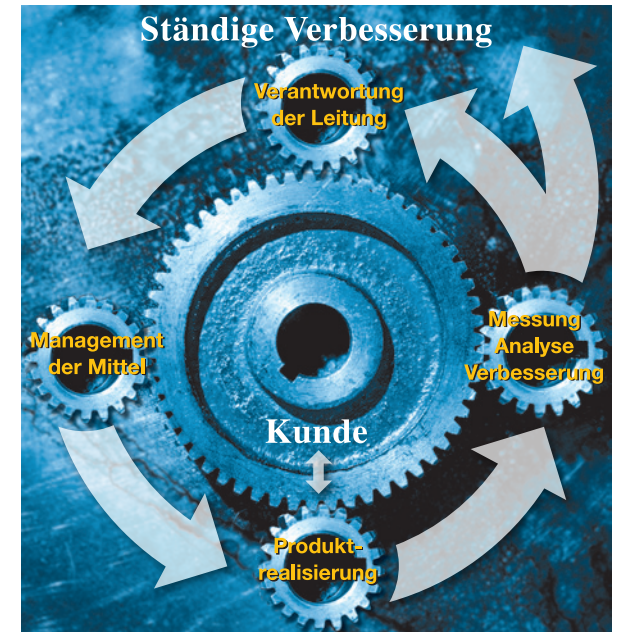 Ständige Verbesserung
Verantwortung
der Leitung
Management
der Mittel
Messung
Analyse
Verbesserung
Kunde
Produkt-
realisierung